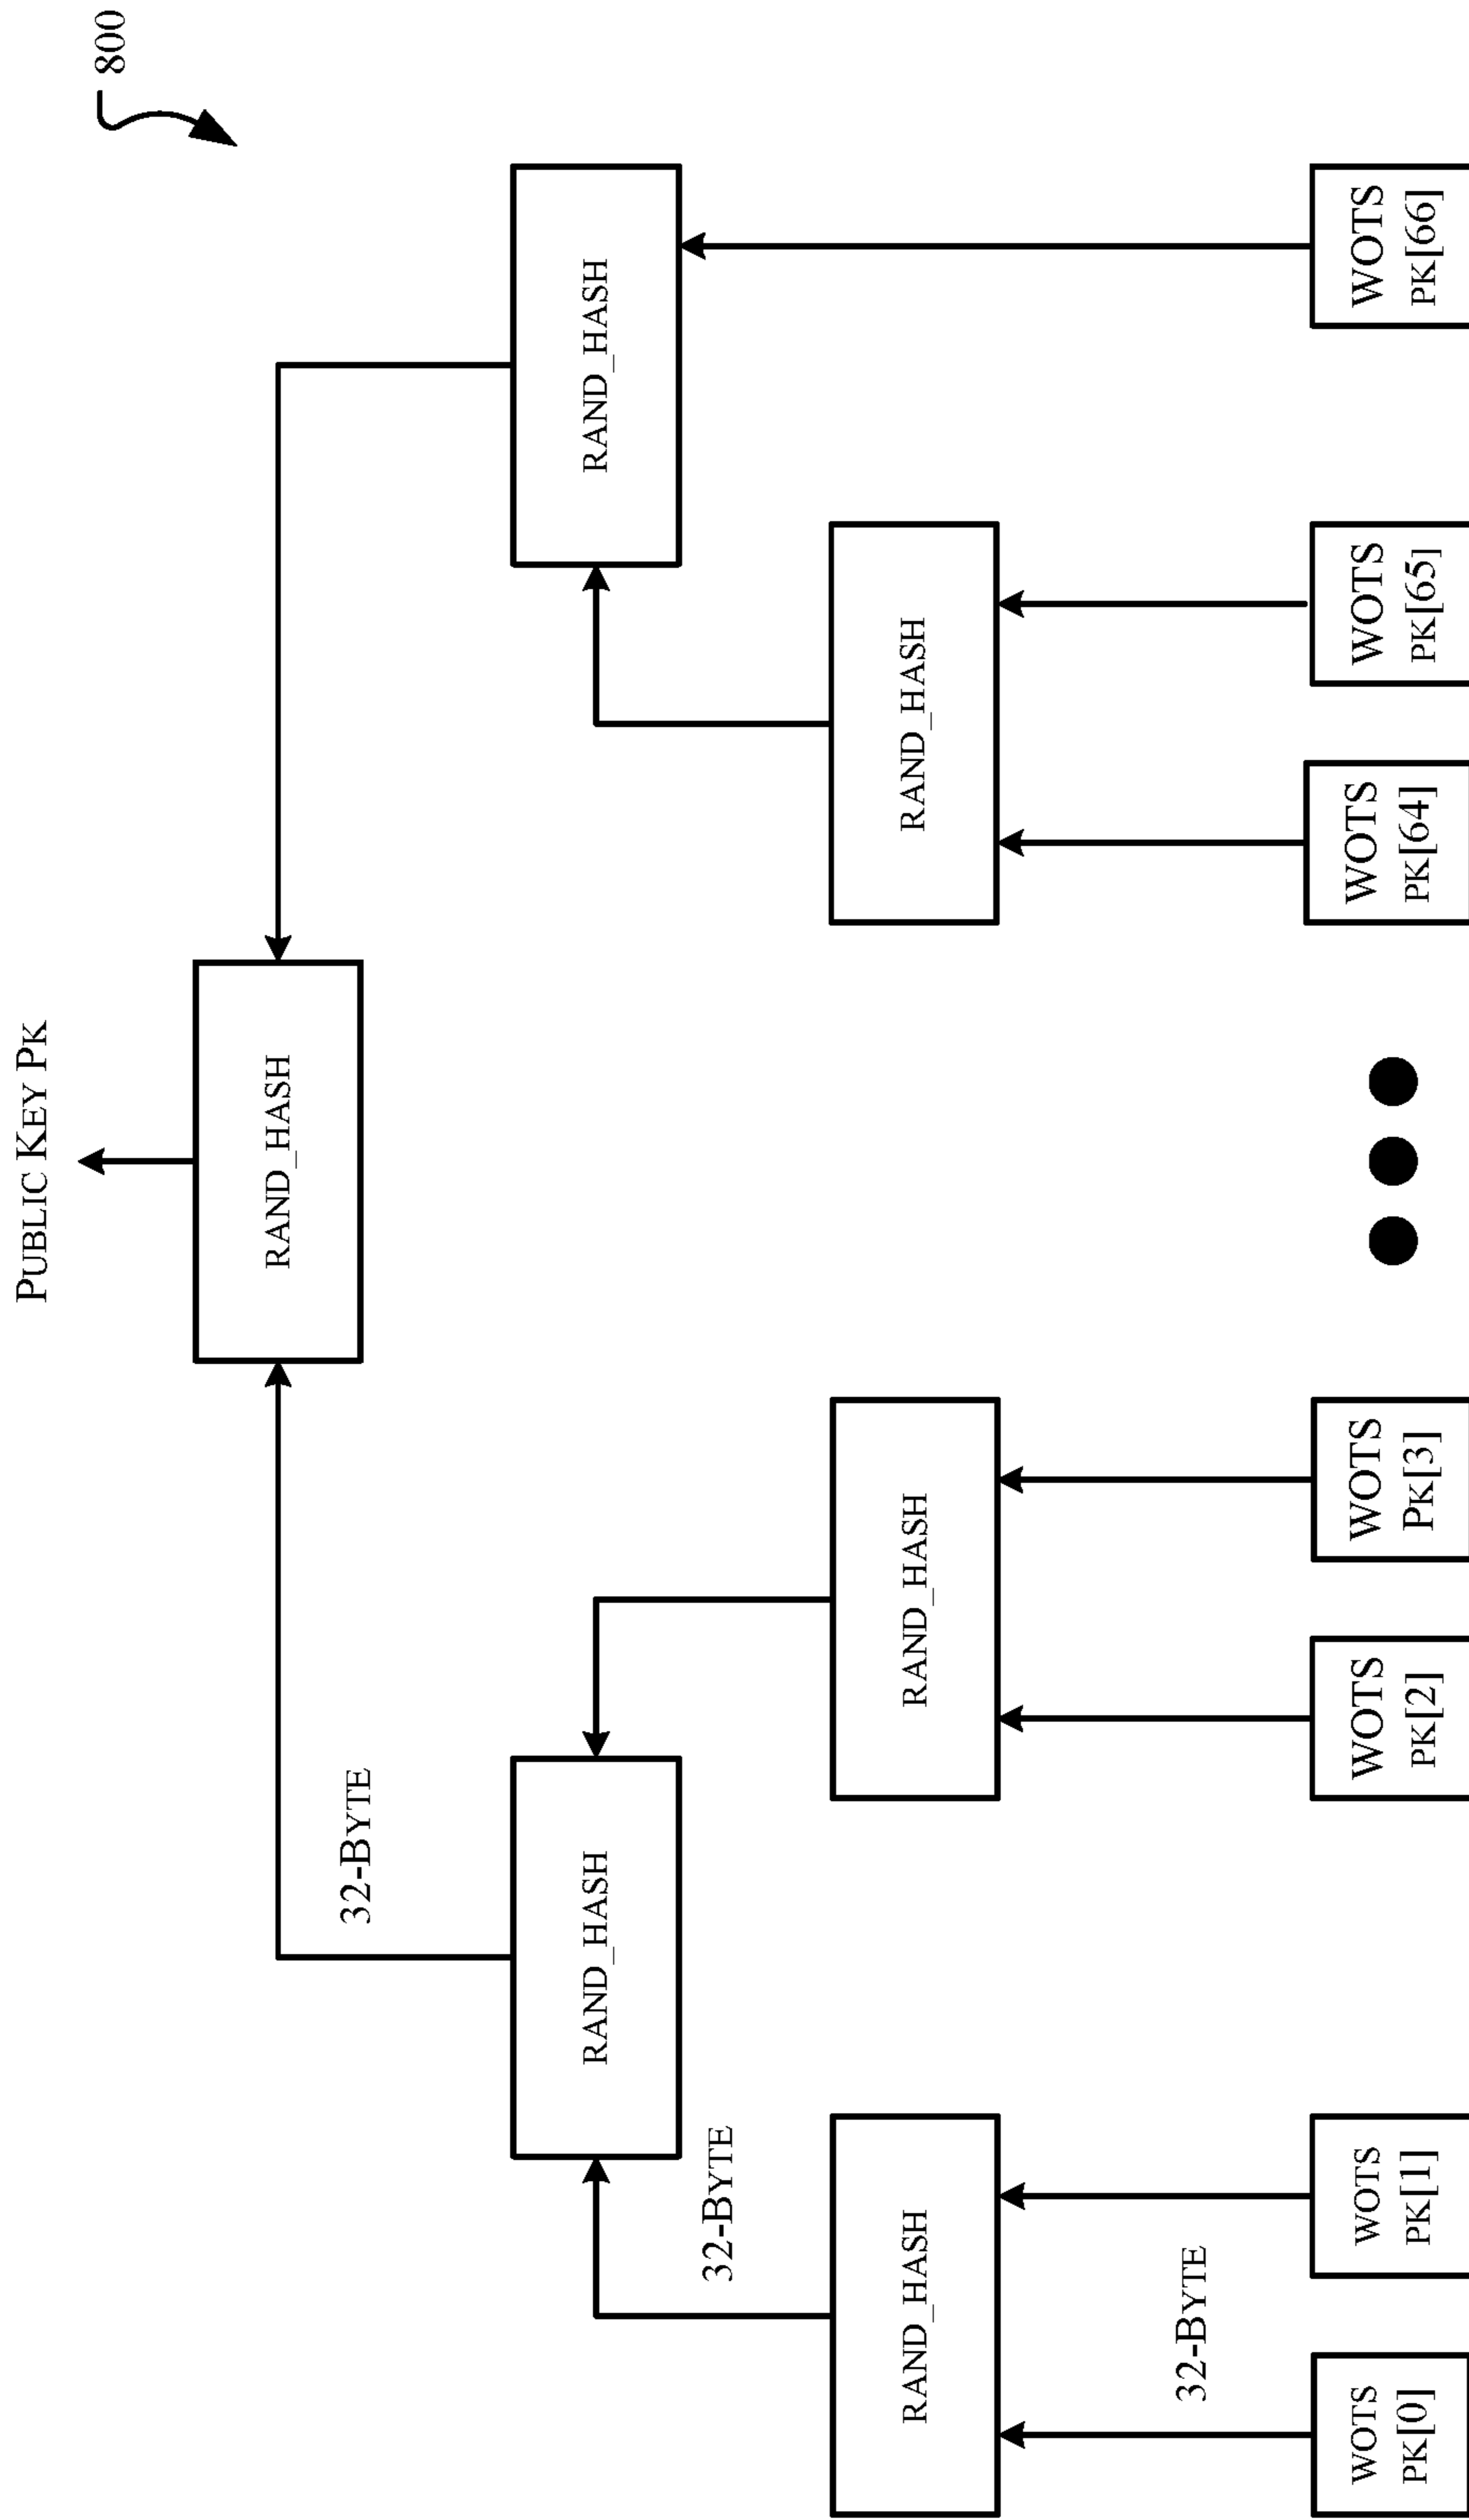 800
PUBLIC KEY PK
RAND_HASH
32-BYTE
RAND_HASH
RAND_HASH
32-BYTE
RAND_HASH
RAND_HASH
RAND_HASH
32-BYTE
WOTS
PK[0]
WOTS
PK[1]
WOTS
PK[2]
WOTS
PK[3]
WOTS
PK[64]
WOTS
PK[65]
WOTS
PK[66]